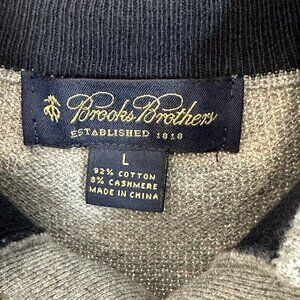 Brooks Brothers
ESTABLISHED 1818
L
92% COTTON
8% CASHMERE
MADE IN CHINA